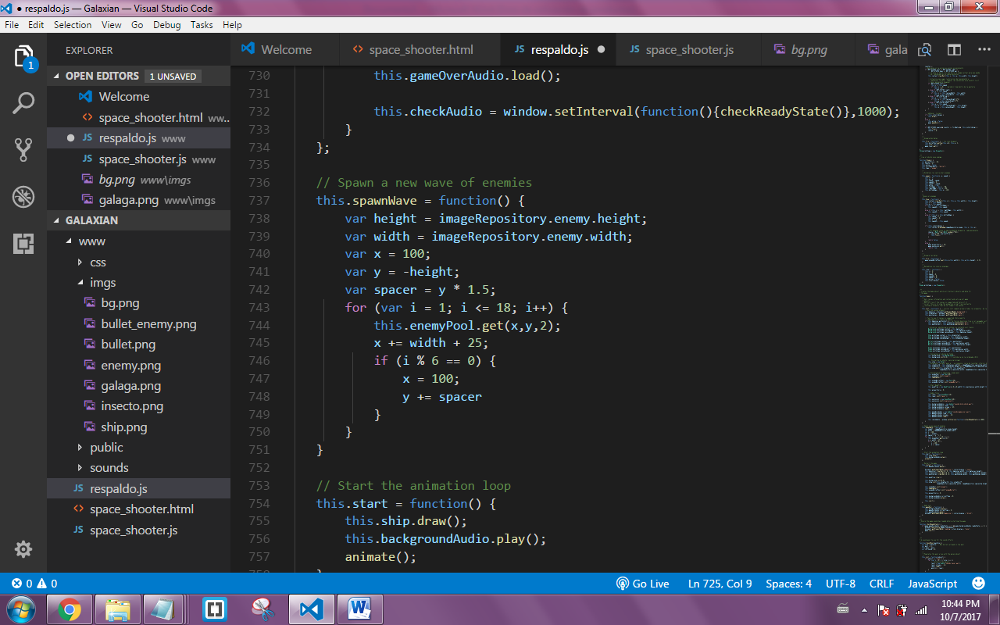 ● respaldo.js — Galaxian — Visual Studio Code
File Edit Selection View Go Debug Tasks Help
EXPLORER
OPEN EDITORS 1 UNSAVED
Welcome
space_shooter.html ww...
respaldo.js www
space_shooter.js www
bg.png www\imgs
galaga.png www\imgs
GALAXIAN
www
css
imgs
bg.png
bullet_enemy.png
bullet.png
enemy.png
galaga.png
insecto.png
ship.png
public
sounds
JS respaldo.js
space_shooter.html
JS space_shooter.js
1
Welcome space_shooter.html JS respaldo.js ● JS space_shooter.js bg.png gala
730 this.gameOverAudio.load();
731
732 this.checkAudio = window.setInterval(function(){checkReadyState()},1000);
733 }
734 };
735
736 // Spawn a new wave of enemies
737 this.spawnWave = function() {
738 var height = imageRepository.enemy.height;
739 var width = imageRepository.enemy.width;
740 var x = 100;
741 var y = -height;
742 var spacer = y * 1.5;
743 for (var i = 1; i <= 18; i++) {
744 this.enemyPool.get(x,y,2);
745 x += width + 25;
746 if (i % 6 == 0) {
747 x = 100;
748 y += spacer
749 }
750 }
751 }
752
753 // Start the animation loop
754 this.start = function() {
755 this.ship.draw();
756 this.backgroundAudio.play();
757 animate();
0 0 Go Live Ln 725, Col 9 Spaces: 4 UTF-8 CRLF JavaScript
10:44 PM
10/7/2017